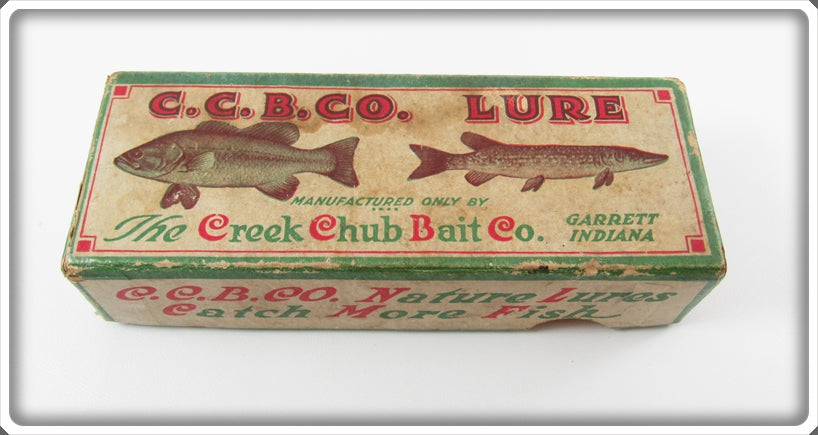 C.C.B.CO. LURE
MANUFACTURED ONLY BY
The Creek Chub Bait Co.
GARRETT
INDIANA
C.C.B.CO. Nature Lures
Catch More Fish